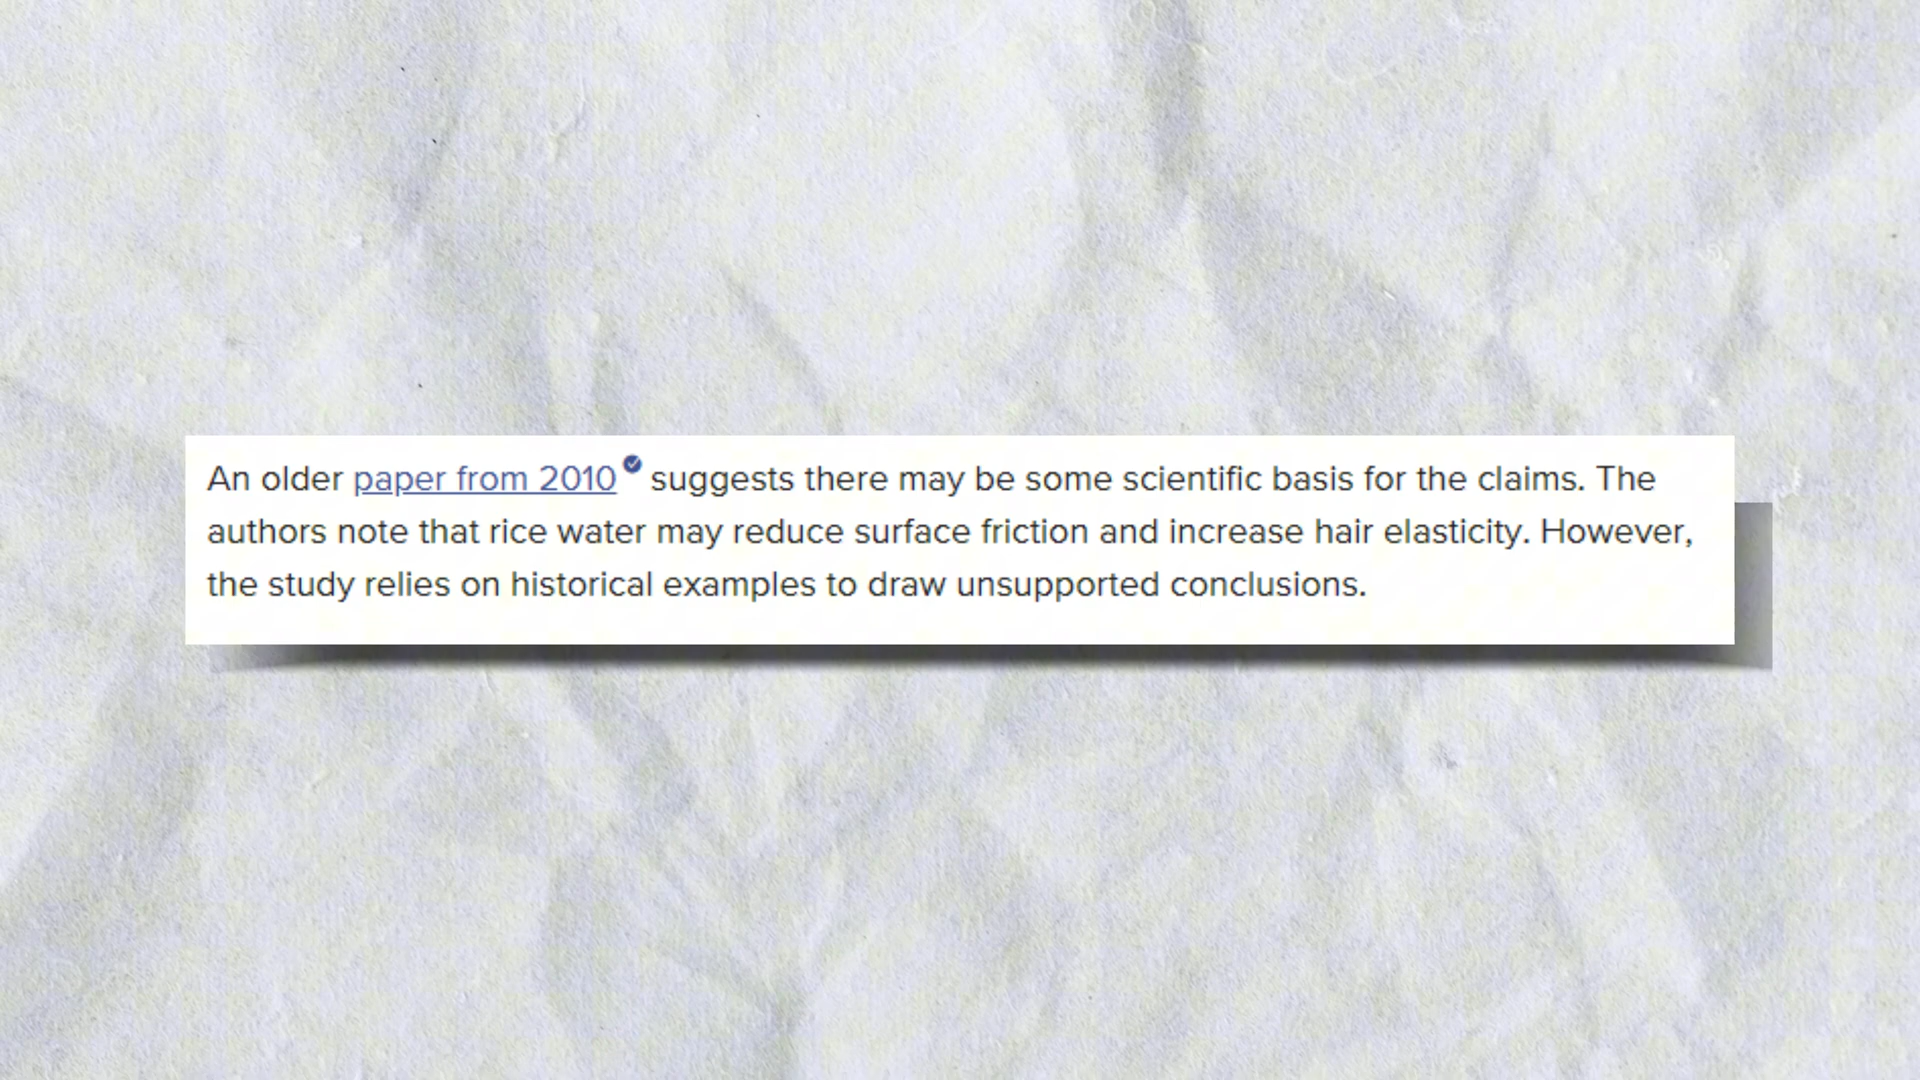 An older paper from 2010 suggests there may be some scientific basis for the claims. The
authors note that rice water may reduce surface friction and increase hair elasticity. However,
the study relies on historical examples to draw unsupported conclusions.